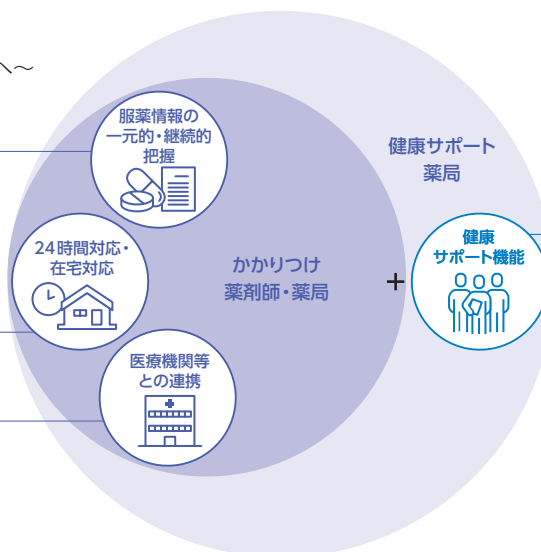 へ～
服薬情報の
一元的・継続的
把握
健康サポート
薬局
24時間対応・
在宅対応
かかりつけ
薬剤師・薬局
+
健康
サポート機能
医療機関等
との連携